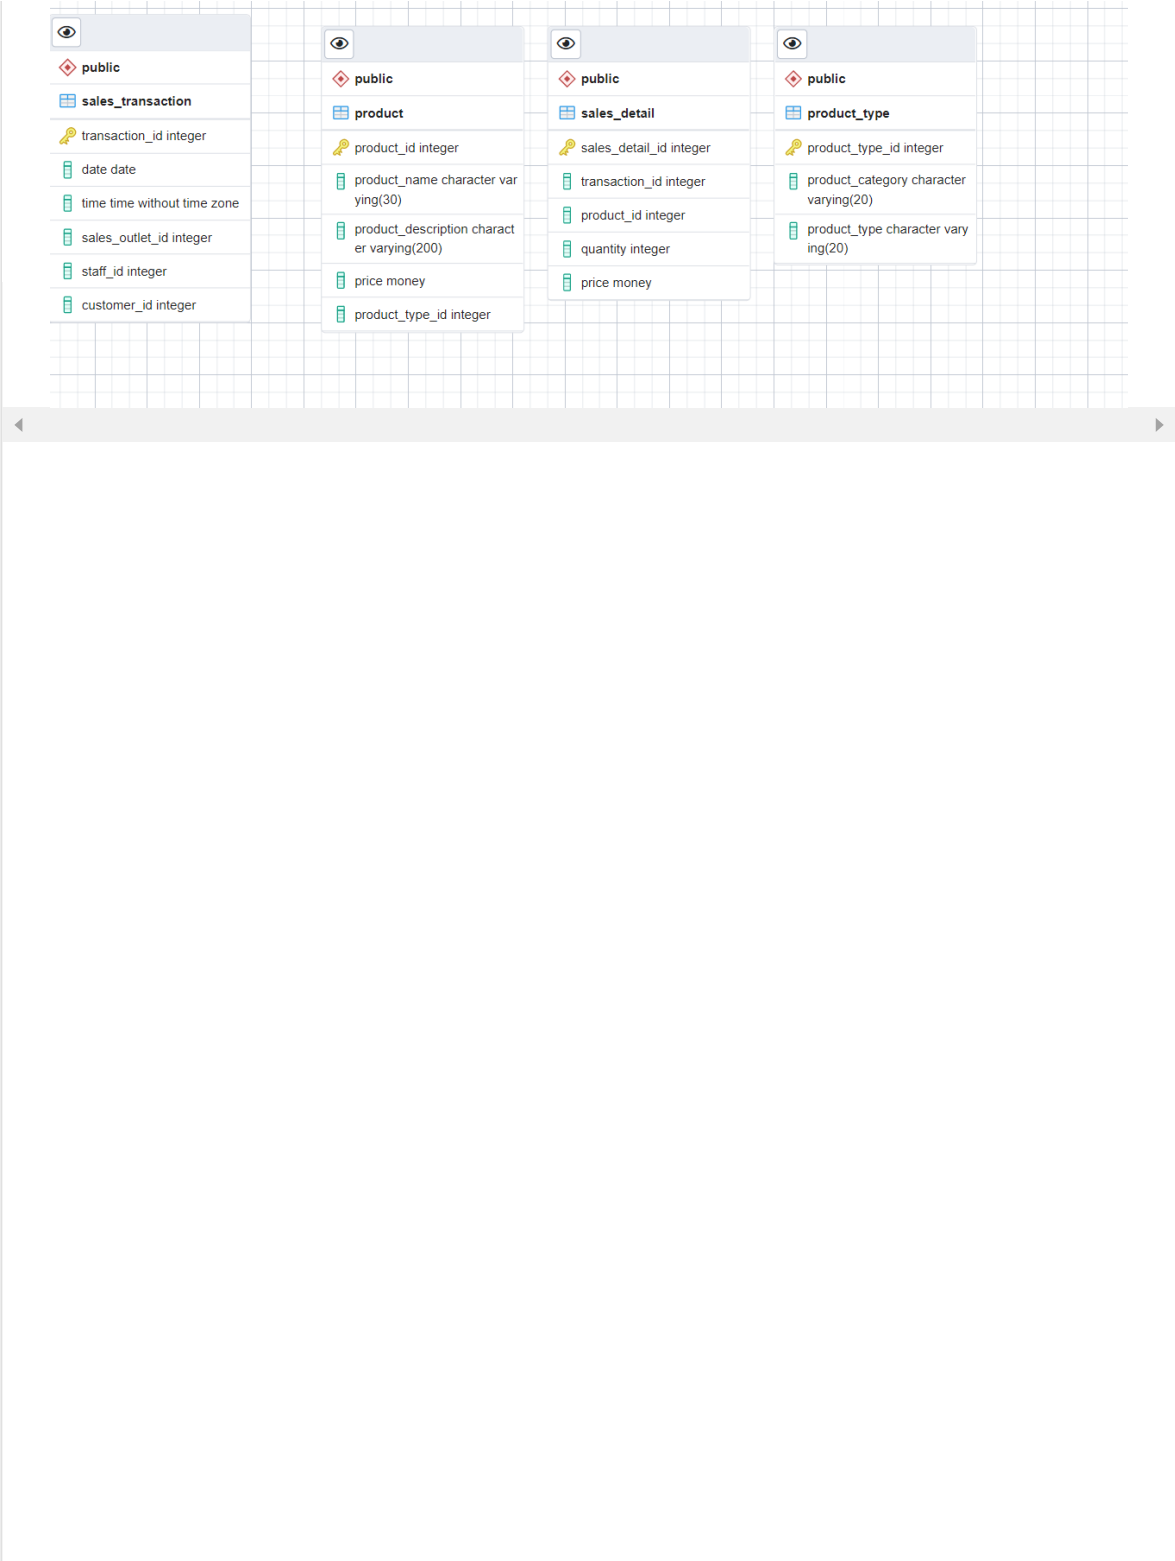 public
sales_transaction
transaction_id integer
date date
time time without time zone
sales_outlet_id integer
staff_id integer
customer_id integer
public
product
product_id integer
product_name character var
ying(30)
product_description charact
er varying(200)
price money
product_type_id integer
public
sales_detail
sales_detail_id integer
transaction_id integer
product_id integer
quantity integer
price money
public
product_type
product_type_id integer
product_category character
varying(20)
product_type character vary
ing(20)